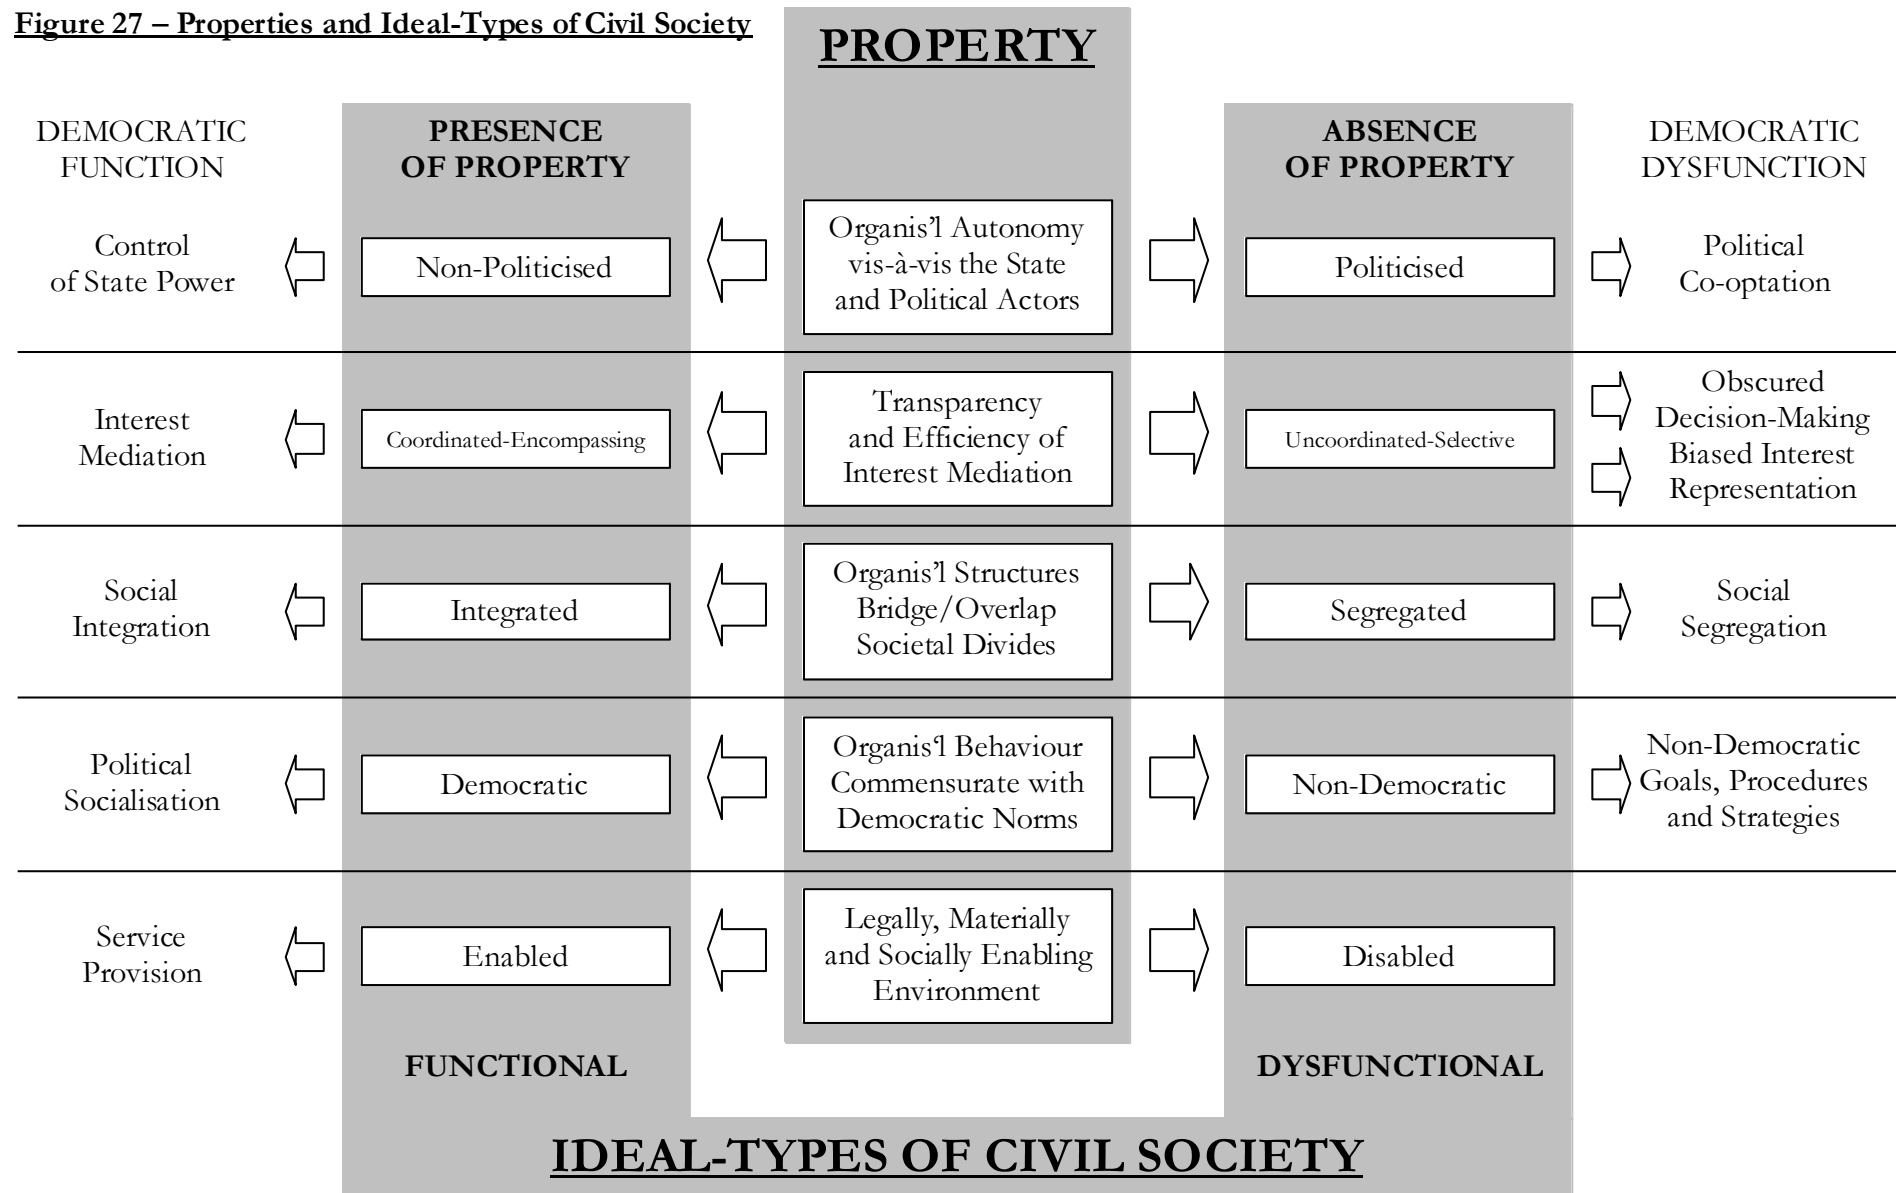 Figure 27 – Properties and Ideal-Types of Civil Society
PROPERTY
DEMOCRATIC
FUNCTION
PRESENCE
OF PROPERTY
ABSENCE
OF PROPERTY
DEMOCRATIC
DYSFUNCTION
Control
of State Power
Non-Politicised
Organis’l Autonomy
vis-à-vis the State
and Political Actors
Politicised
Political
Co-optation
Interest
Mediation
Coordinated-Encompassing
Transparency
and Efficiency of
Interest Mediation
Uncoordinated-Selective
Obscured
Decision-Making
Biased Interest
Representation
Social
Integration
Integrated
Organis’l Structures
Bridge/Overlap
Societal Divides
Segregated
Social
Segregation
Political
Socialisation
Democratic
Organis‘l Behaviour
Commensurate with
Democratic Norms
Non-Democratic
Non-Democratic
Goals, Procedures
and Strategies
Service
Provision
Enabled
Legally, Materially
and Socially Enabling
Environment
Disabled
FUNCTIONAL
DYSFUNCTIONAL
IDEAL-TYPES OF CIVIL SOCIETY